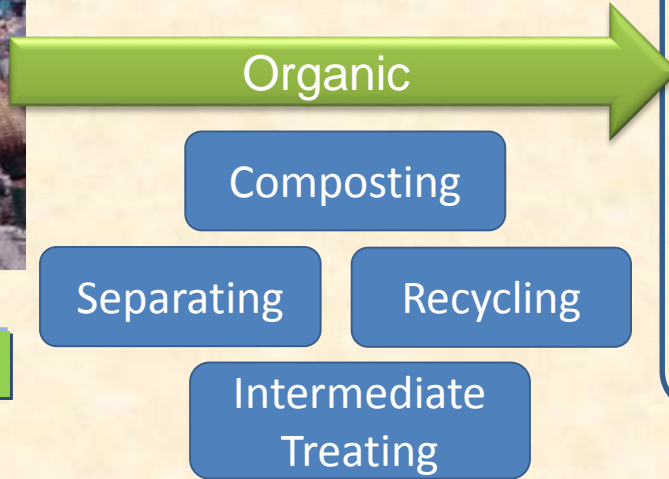 Organic
Composting
Separating
Recycling
Intermediate
Treating